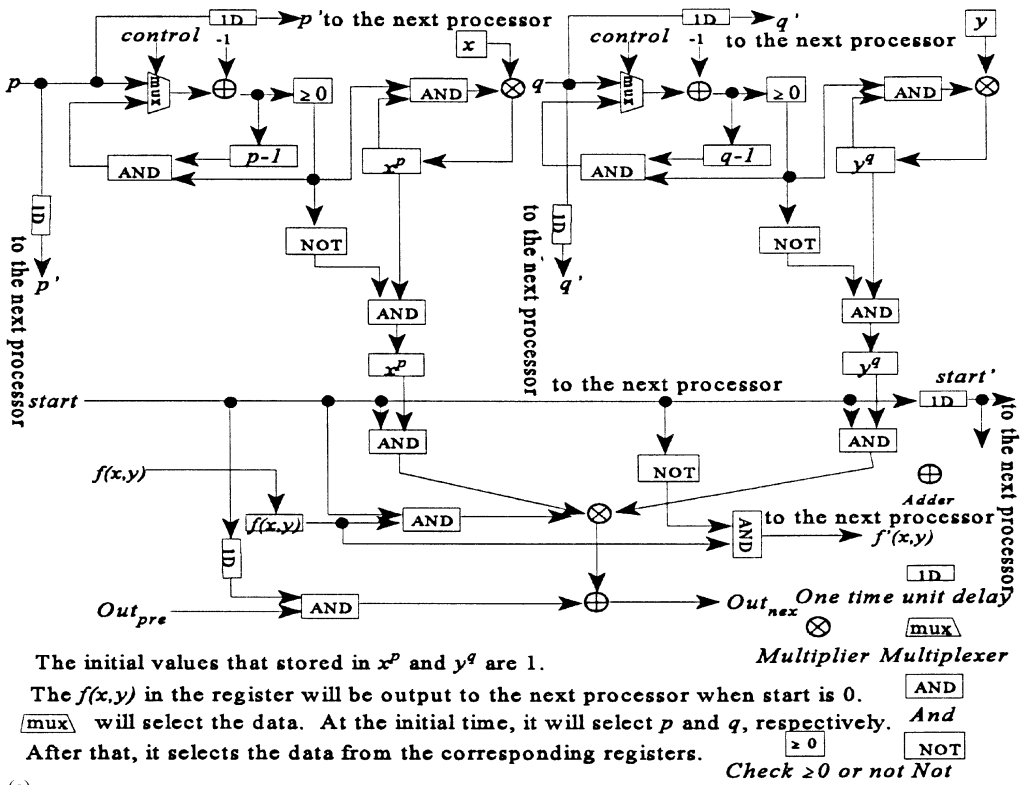 1D
p' to the next processor
1D
q'
y
control
-1
x
control
-1
to the next processor
p
mux
≥ 0
AND
q
mux
≥ 0
AND
AND
p-1
x^p
AND
q-1
y^q
1D
NOT
1D
NOT
p'
q'
to the next processor
to the next processor
AND
AND
x^p
y^q
start
to the next processor
1D
start'
to the next processor
AND
NOT
AND
f(x,y)
Adder
f(x,y)
AND
AND
to the next processor
f'(x,y)
1D
1D
Out_pre
AND
Out_nex
One time unit delay
mux
Multiplier
Multiplexer
The initial values that stored in x^p and y^q are 1.
The f(x,y) in the register will be output to the next processor when start is 0.
AND
mux will select the data. At the initial time, it will select p and q, respectively.
And
After that, it selects the data from the corresponding registers.
≥ 0
NOT
Check ≥0 or not
Not